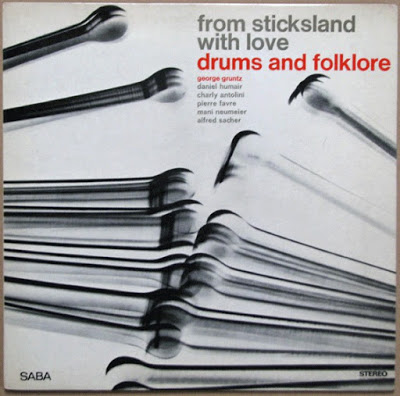 from sticksland
with love
drums and folklore
george gruntz
daniel humair
charly antolini
pierre favre
mani neumeier
alfred sacher
SABA
STEREO